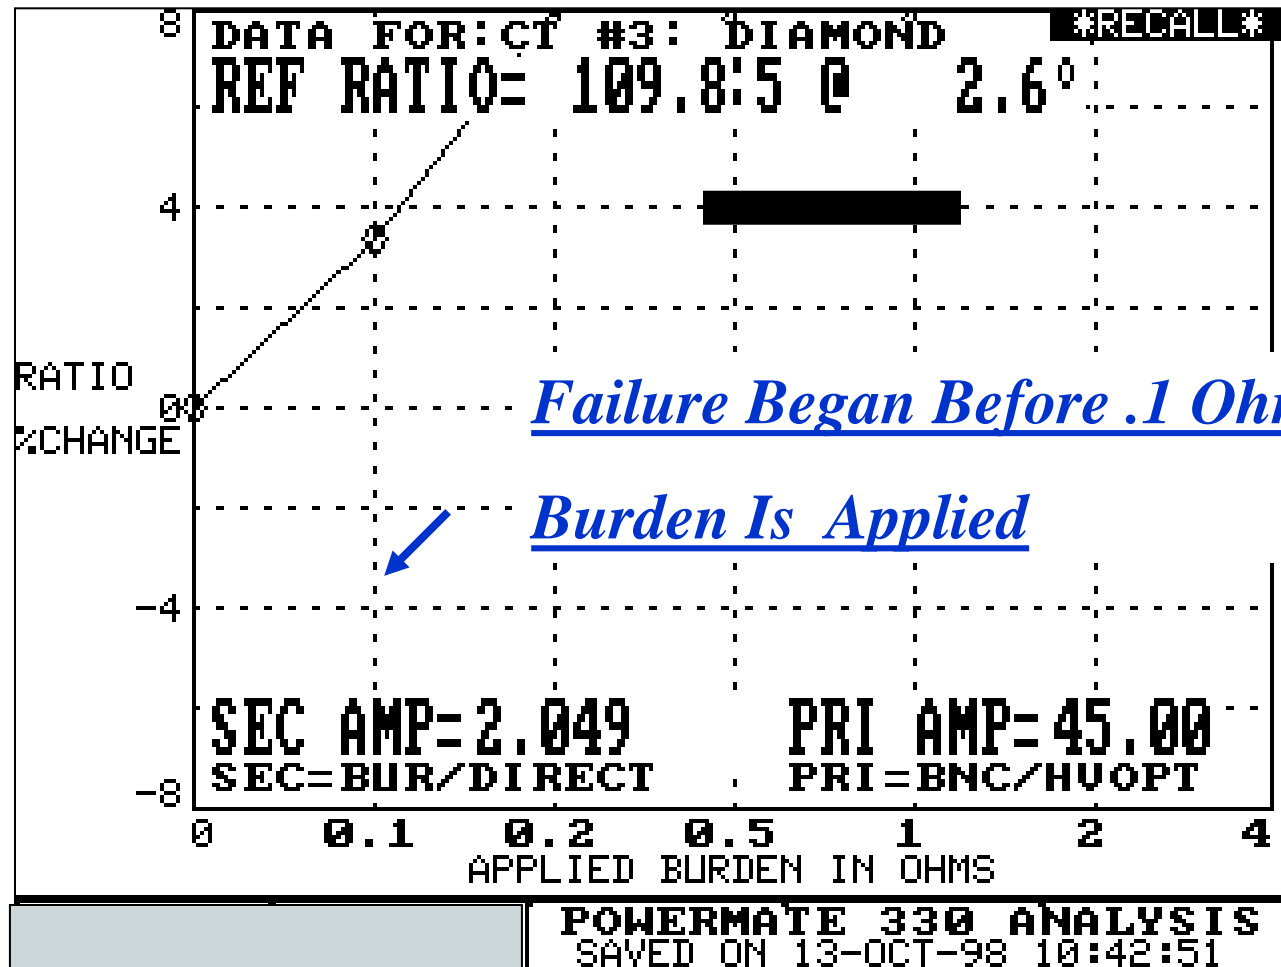 8
DATA FOR:CT #3: DIAMOND
*RECALL*
REF RATIO= 109.8:5 @ 2.6°
4
RATIO
0
%CHANGE
Failure Began Before .1 Oh
Burden Is Applied
-4
SEC AMP=2.049 PRI AMP=45.00
SEC=BUR/DIRECT PRI=BNC/HVOPT
-8
0 0.1 0.2 0.5 1 2 4
APPLIED BURDEN IN OHMS
POWERMATE 330 ANALYSIS
SAVED ON 13-OCT-98 10:42:51